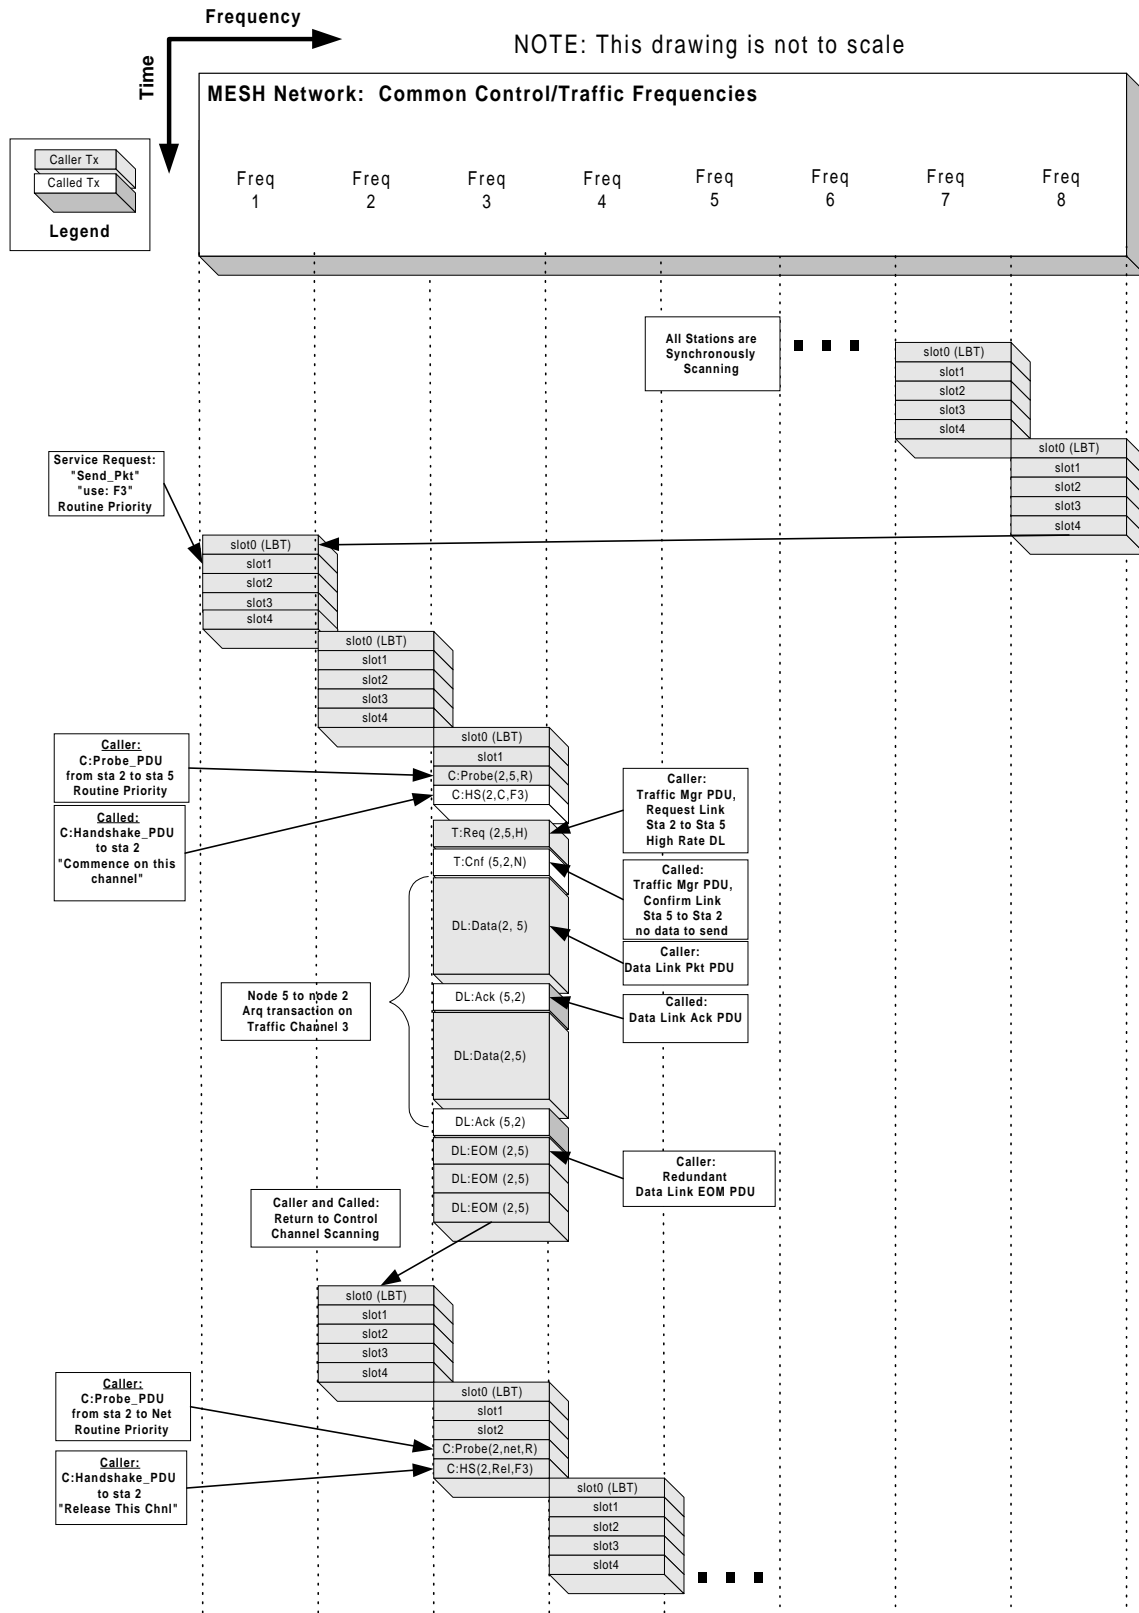 Frequency
NOTE: This drawing is not to scale
Time
MESH Network: Common Control/Traffic Frequencies
Caller Tx
Called Tx
Legend
Freq
1
Freq
2
Freq
3
Freq
4
Freq
5
Freq
6
Freq
7
Freq
8
All Stations are
Synchronously
Scanning
slot0 (LBT)
slot1
slot2
slot3
slot4
slot0 (LBT)
slot1
slot2
slot3
slot4
Service Request:
"Send_Pkt"
"use: F3"
Routine Priority
slot0 (LBT)
slot1
slot2
slot3
slot4
slot0 (LBT)
slot1
slot2
slot3
slot4
slot0 (LBT)
slot1
C:Probe(2,5,R)
C:HS(2,C,F3)
Caller:
C:Probe_PDU
from sta 2 to sta 5
Routine Priority
Called:
C:Handshake_PDU
to sta 2
"Commence on this
channel"
T:Req (2,5,H)
T:Cnf (5,2,N)
DL:Data(2, 5)
DL:Ack (5,2)
DL:Data(2,5)
DL:Ack (5,2)
DL:EOM (2,5)
DL:EOM (2,5)
DL:EOM (2,5)
Caller:
Traffic Mgr PDU,
Request Link
Sta 2 to Sta 5
High Rate DL
Called:
Traffic Mgr PDU,
Confirm Link
Sta 5 to Sta 2
no data to send
Caller:
Data Link Pkt PDU
Called:
Data Link Ack PDU
Node 5 to node 2
Arq transaction on
Traffic Channel 3
Caller:
Redundant
Data Link EOM PDU
Caller and Called:
Return to Control
Channel Scanning
slot0 (LBT)
slot1
slot2
slot3
slot4
slot0 (LBT)
slot1
slot2
C:Probe(2,net,R)
C:HS(2,Rel,F3)
Caller:
C:Probe_PDU
from sta 2 to Net
Routine Priority
Caller:
C:Handshake_PDU
to sta 2
"Release This Chnl"
slot0 (LBT)
slot1
slot2
slot3
slot4